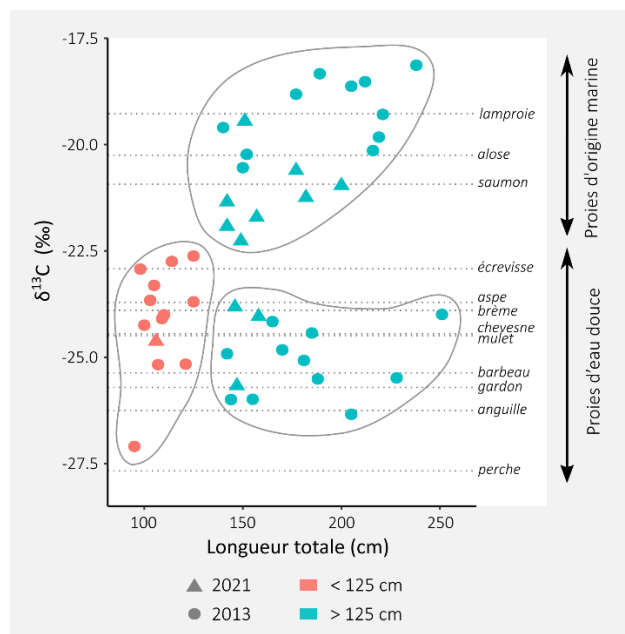 -17.5
-20.0
-22.5
-25.0
-27.5
δ¹³C (‰)
lamproie
alose
saumon
écrevisse
aspe
brème
chevesne
mulet
barbeau
gardon
anguille
perche
Proies d'origine marine
Proies d'eau douce
100 150 200 250
Longueur totale (cm)
2021 < 125 cm
2013 > 125 cm